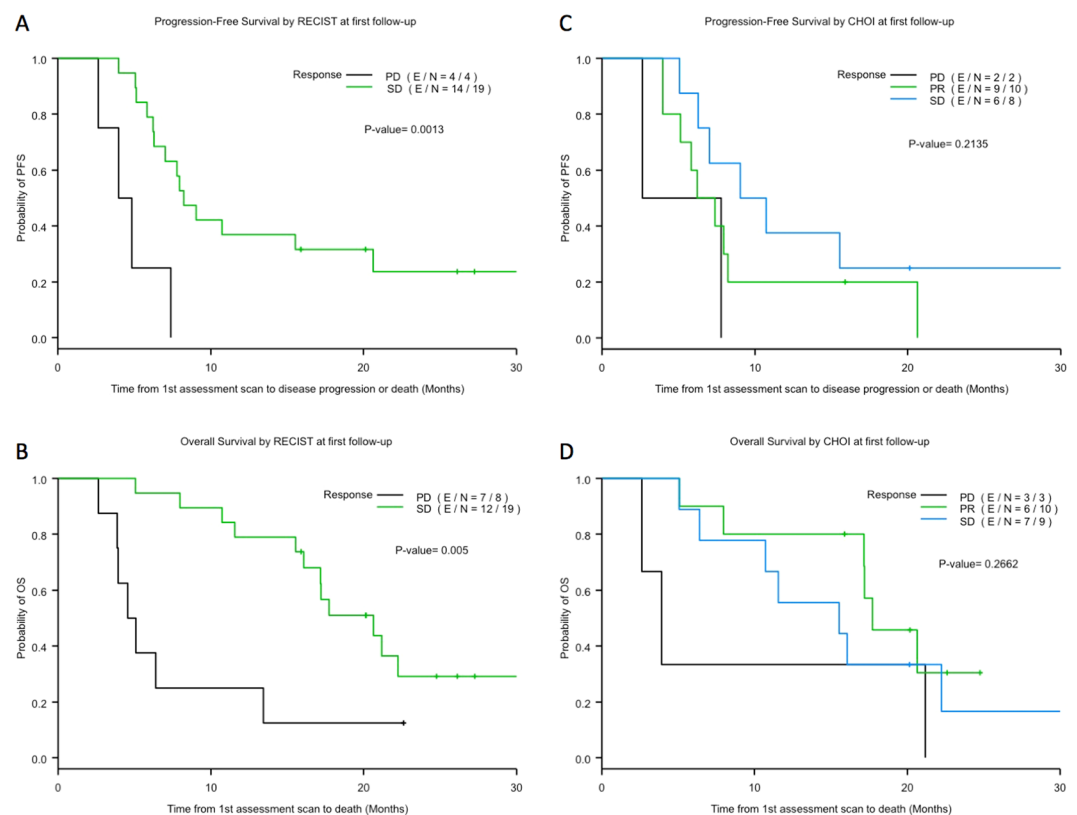 A
Progression-Free Survival by RECIST at first follow-up
Response
PD ( E / N = 4 / 4 )
SD ( E / N = 14 / 19 )
P-value= 0.0013
Probability of PFS
1.0
0.8
0.6
0.4
0.2
0.0
0 10 20 30
Time from 1st assessment scan to disease progression or death (Months)
C
Progression-Free Survival by CHOI at first follow-up
Response
PD ( E / N = 2 / 2 )
PR ( E / N = 9 / 10 )
SD ( E / N = 6 / 8 )
P-value= 0.2135
Probability of PFS
1.0
0.8
0.6
0.4
0.2
0.0
0 10 20 30
Time from 1st assessment scan to disease progression or death (Months)
B
Overall Survival by RECIST at first follow-up
Response
PD ( E / N = 7 / 8 )
SD ( E / N = 12 / 19 )
P-value= 0.005
Probability of OS
1.0
0.8
0.6
0.4
0.2
0.0
0 10 20 30
Time from 1st assessment scan to death (Months)
D
Overall Survival by CHOI at first follow-up
Response
PD ( E / N = 3 / 3 )
PR ( E / N = 6 / 10 )
SD ( E / N = 7 / 9 )
P-value= 0.2662
Probability of OS
1.0
0.8
0.6
0.4
0.2
0.0
0 10 20 30
Time from 1st assessment scan to death (Months)